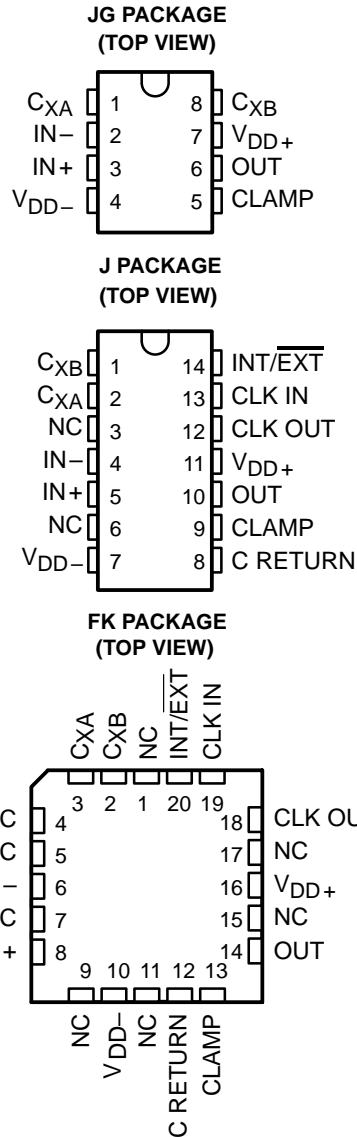 JG PACKAGE
(TOP VIEW)
CXA 1 8 CXB
IN− 2 7 VDD+
IN+ 3 6 OUT
VDD− 4 5 CLAMP
J PACKAGE
(TOP VIEW)
CXB 1 14 INT/EXT
CXA 2 13 CLK IN
NC 3 12 CLK OUT
IN− 4 11 VDD+
IN+ 5 10 OUT
NC 6 9 CLAMP
VDD− 7 8 C RETURN
FK PACKAGE
(TOP VIEW)
CXA CXB NC INT/EXT CLK IN
3 2 1 20 19
C 4 18 CLK OU
C 5 17 NC
− 6 16 VDD+
C 7 15 NC
+ 8 14 OUT
9 10 11 12 13
NC VDD− NC C RETURN CLAMP